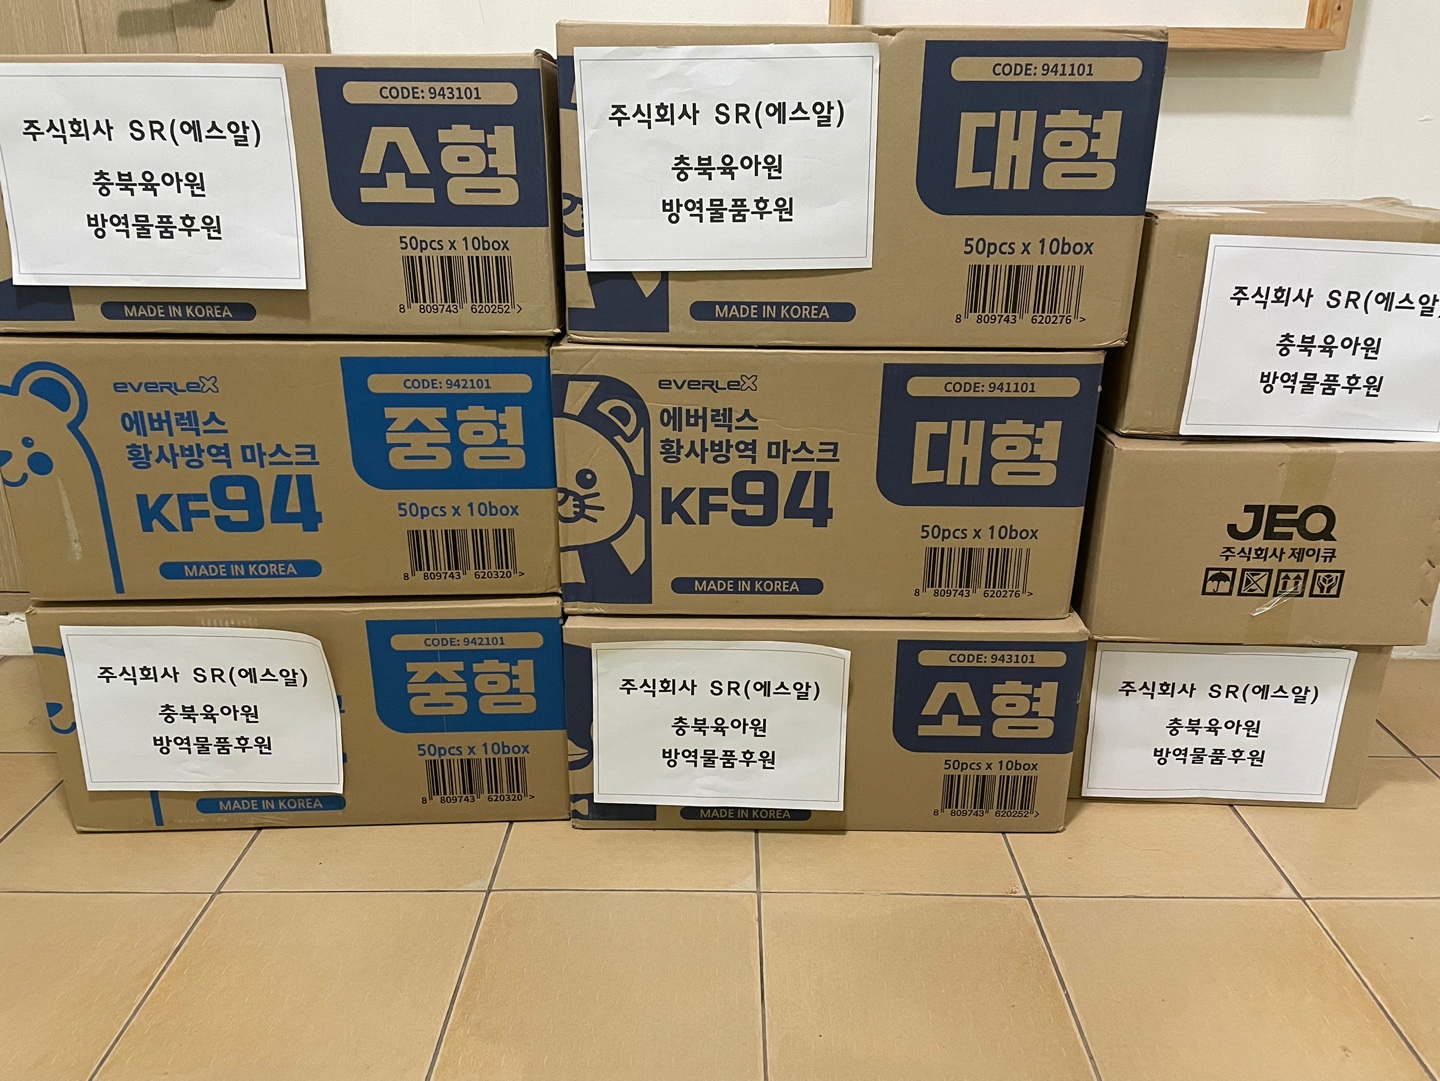 주식회사 SR(에스알)
충북육아원
방역물품후원
CODE: 943101
소형
50pcs x 10box
8 809743 620252 >
MADE IN KOREA
주식회사 SR(에스알)
충북육아원
방역물품후원
CODE: 941101
대형
50pcs x 10box
8 809743 620276 >
MADE IN KOREA
주식회사 SR(에스알)
충북육아원
방역물품후원
everleX
에버렉스
황사방역 마스크
KF94
MADE IN KOREA
CODE: 942101
중형
50pcs x 10box
8 809743 620320 >
everleX
에버렉스
황사방역 마스크
KF94
MADE IN KOREA
CODE: 941101
대형
50pcs x 10box
8 809743 620276 >
JEQ
주식회사 제이큐
주식회사 SR(에스알)
충북육아원
방역물품후원
CODE: 942101
중형
50pcs x 10box
8 809743 620320 >
MADE IN KOREA
주식회사 SR(에스알)
충북육아원
방역물품후원
CODE: 943101
소형
50pcs x 10box
8 809743 620252 >
MADE IN KOREA
주식회사 SR(에스알)
충북육아원
방역물품후원